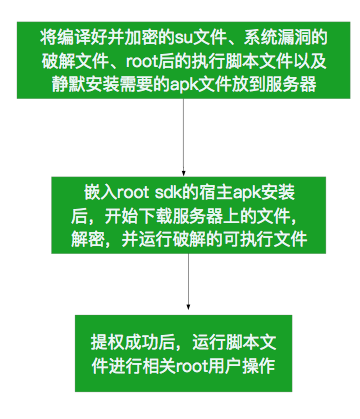 将编译好并加密的su文件、系统漏洞的
破解文件、root后的执行脚本文件以及
静默安装需要的apk文件放到服务器
嵌入root sdk的宿主apk安装
后，开始下载服务器上的文件，
解密，并运行破解的可执行文件
提权成功后，运行脚本文
件进行相关root用户操作